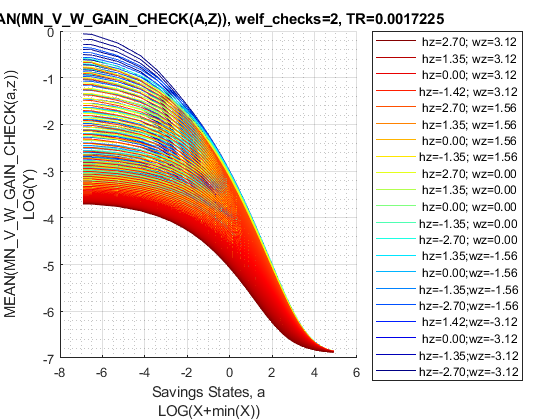 AN(MN_V_W_GAIN_CHECK(A,Z)), welf_checks=2, TR=0.0017225
0
-1
-2
-3
-4
-5
-6
-7
MEAN(MN_V_W_GAIN_CHECK(a,z))
LOG(Y)
-8 -6 -4 -2 0 2 4 6
Savings States, a
LOG(X+min(X))
hz=2.70; wz=3.12
hz=1.35; wz=3.12
hz=0.00; wz=3.12
hz=-1.42; wz=3.12
hz=2.70; wz=1.56
hz=1.35; wz=1.56
hz=0.00; wz=1.56
hz=-1.35; wz=1.56
hz=2.70; wz=0.00
hz=1.35; wz=0.00
hz=0.00; wz=0.00
hz=-1.35; wz=0.00
hz=-2.70; wz=0.00
hz=1.35;wz=-1.56
hz=0.00;wz=-1.56
hz=-1.35;wz=-1.56
hz=-2.70;wz=-1.56
hz=1.42;wz=-3.12
hz=0.00;wz=-3.12
hz=-1.35;wz=-3.12
hz=-2.70;wz=-3.12